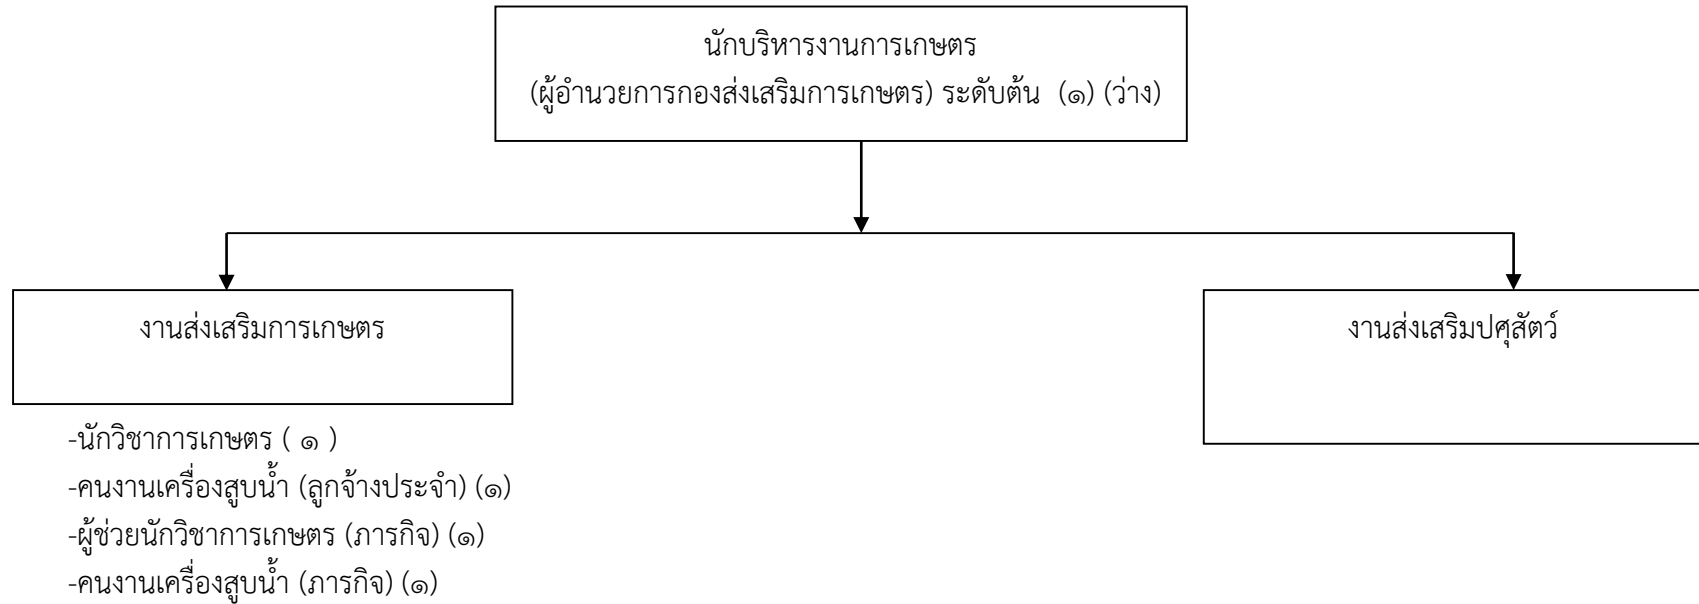 นักบริหารงานการเกษตร
(ผู้อำนวยการกองส่งเสริมการเกษตร) ระดับต้น (๑) (ว่าง)
งานส่งเสริมการเกษตร
งานส่งเสริมปศุสัตว์
-นักวิชาการเกษตร ( ๑ )
-คนงานเครื่องสูบน้ำ (ลูกจ้างประจำ) (๑)
-ผู้ช่วยนักวิชาการเกษตร (ภารกิจ) (๑)
-คนงานเครื่องสูบน้ำ (ภารกิจ) (๑)